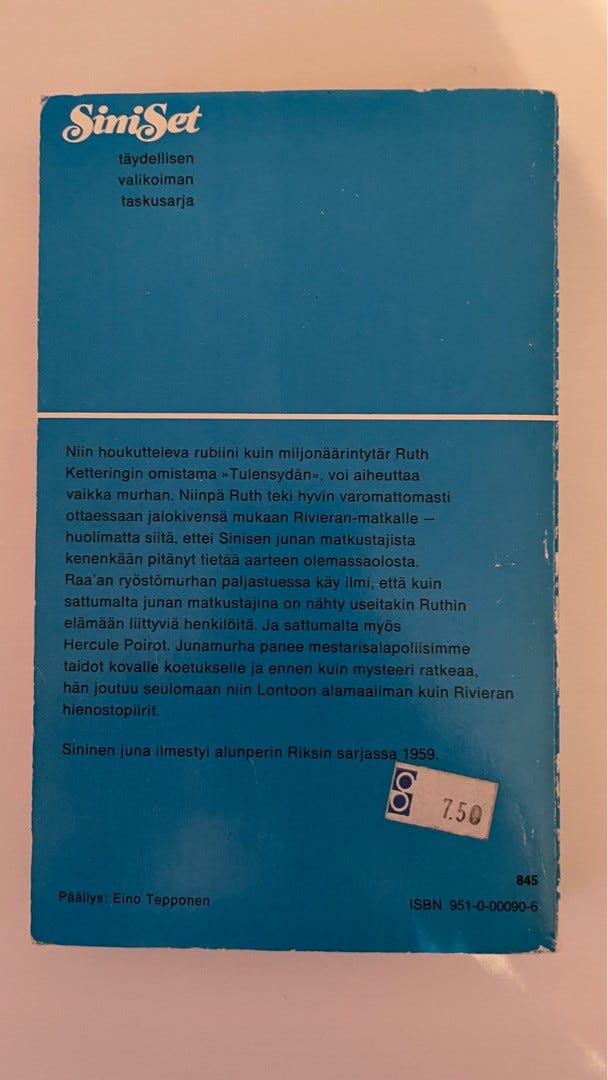 SiniSet
täydellisen
valikoiman
taskusarja
Niin houkutteleva rubiini kuin miljonäärintytär Ruth
Ketteringin omistama »Tulensydän», voi aiheuttaa
vaikka murhan. Niinpä Ruth teki hyvin varomattomasti
ottaessaan jalokivensä mukaan Rivieran-matkalle —
huolimatta siitä, ettei Sinisen junan matkustajista
kenenkään pitänyt tietää aarteen olemassaolosta.
Raa'an ryöstömurhan paljastuessa käy ilmi, että kuin
sattumalta junan matkustajina on nähty useitakin Ruthin
elämään liittyviä henkilöitä. Ja sattumalta myös
Hercule Poirot. Junamurha panee mestarisalapoliisimme
taidot kovalle koetukselle ja ennen kuin mysteeri ratkeaa,
hän joutuu seulomaan niin Lontoon alamaailman kuin Rivieran
hienostopiirit.
Sininen juna ilmestyi alunperin Riksin sarjassa 1959.
7.50
845
Päällys: Eino Tepponen
ISBN 951-0-00090-6